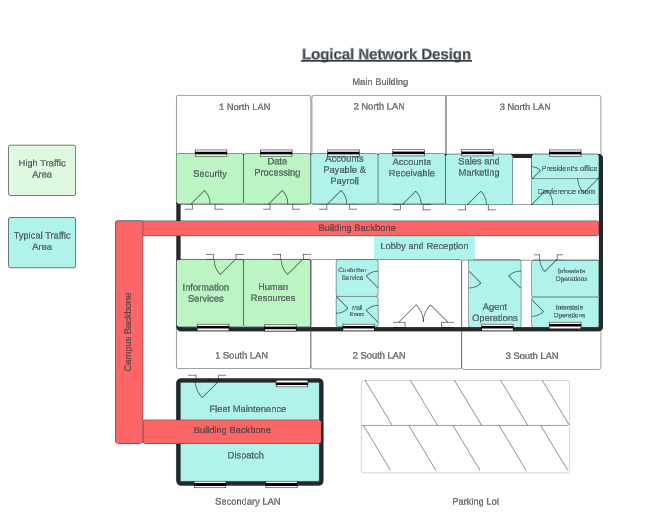 Logical Network Design
Main Building
1 North LAN
2 North LAN
3 North LAN
High Traffic
Area
Security
Data
Processing
Accounts
Payable &
Payroll
Accounts
Receivable
Sales and
Marketing
President's office
Conference room
Typical Traffic
Area
Building Backbone
Lobby and Reception
Campus Backbone
Information
Services
Human
Resources
Customer
Service
Mail
Room
Agent
Operations
Intrastate
Operations
Interstate
Operations
1 South LAN
2 South LAN
3 South LAN
Fleet Maintenance
Building Backbone
Dispatch
Secondary LAN
Parking Lot